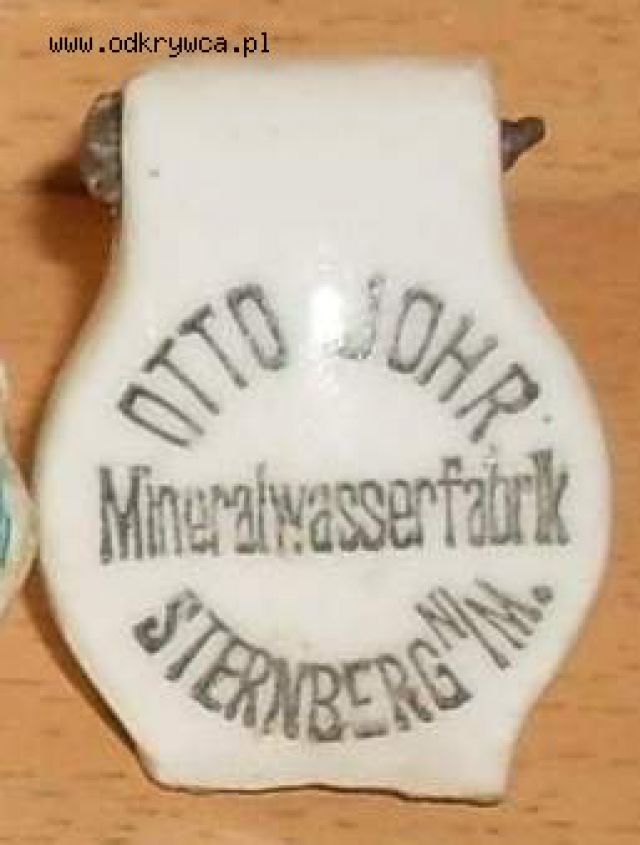 www.odkrywca.pl
OTTO JOHR
Mineralwasserfabrik
STERNBERG N/M.